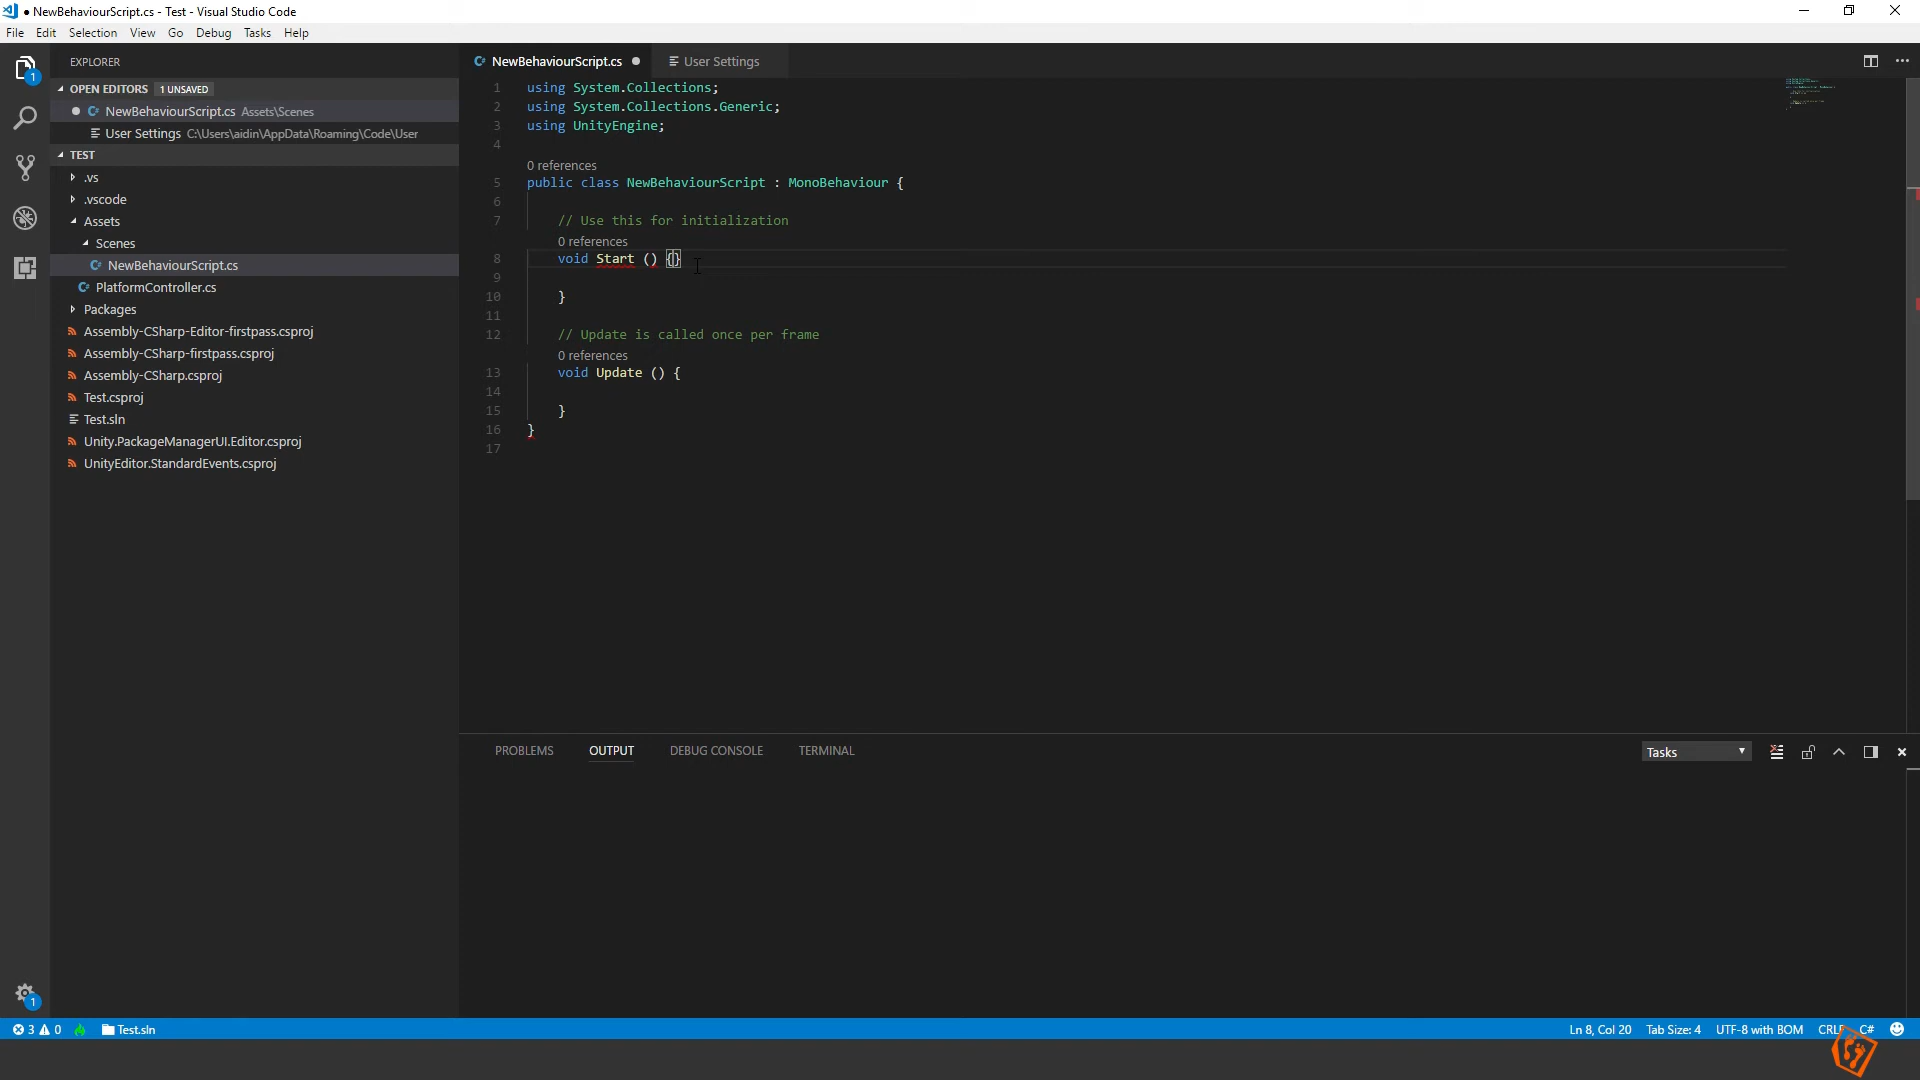 ● NewBehaviourScript.cs - Test - Visual Studio Code
File Edit Selection View Go Debug Tasks Help
1
EXPLORER
OPEN EDITORS 1 UNSAVED
C# NewBehaviourScript.cs Assets\Scenes
User Settings C:\Users\aidin\AppData\Roaming\Code\User
TEST
.vs
.vscode
Assets
Scenes
C# NewBehaviourScript.cs
C# PlatformController.cs
Packages
Assembly-CSharp-Editor-firstpass.csproj
Assembly-CSharp-firstpass.csproj
Assembly-CSharp.csproj
Test.csproj
Test.sln
Unity.PackageManagerUI.Editor.csproj
UnityEditor.StandardEvents.csproj
1
C# NewBehaviourScript.cs ● User Settings
1 using System.Collections;
2 using System.Collections.Generic;
3 using UnityEngine;
4
0 references
5 public class NewBehaviourScript : MonoBehaviour {
6
7 // Use this for initialization
0 references
8 void Start () {}
9
10 }
11
12 // Update is called once per frame
0 references
13 void Update () {
14
15 }
16 }
17
PROBLEMS OUTPUT DEBUG CONSOLE TERMINAL Tasks
3 0 Test.sln Ln 8, Col 20 Tab Size: 4 UTF-8 with BOM CRLF C#